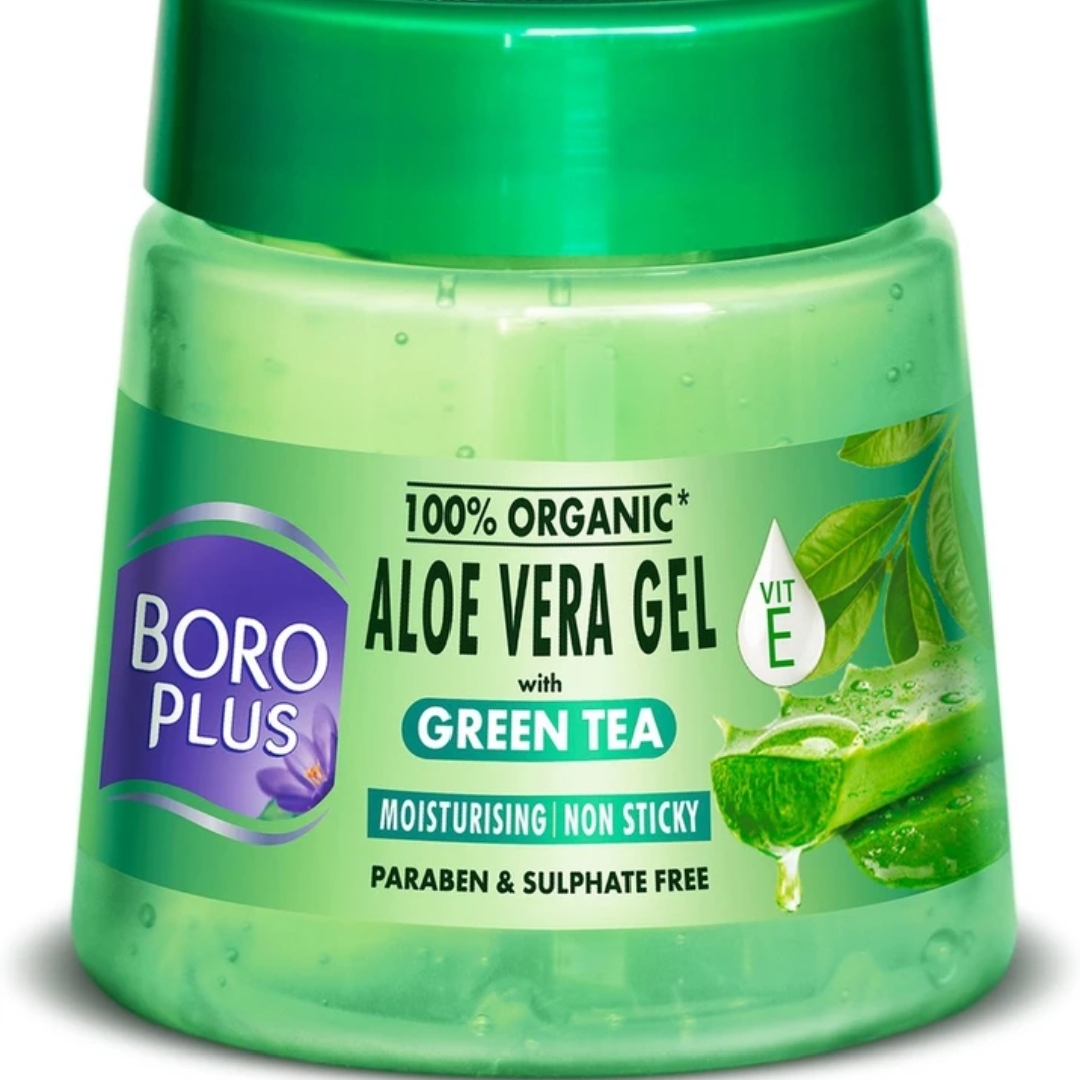 100% ORGANIC*
ALOE VERA GEL
with
GREEN TEA
MOISTURISING | NON STICKY
PARABEN & SULPHATE FREE
BORO
PLUS
VIT
E